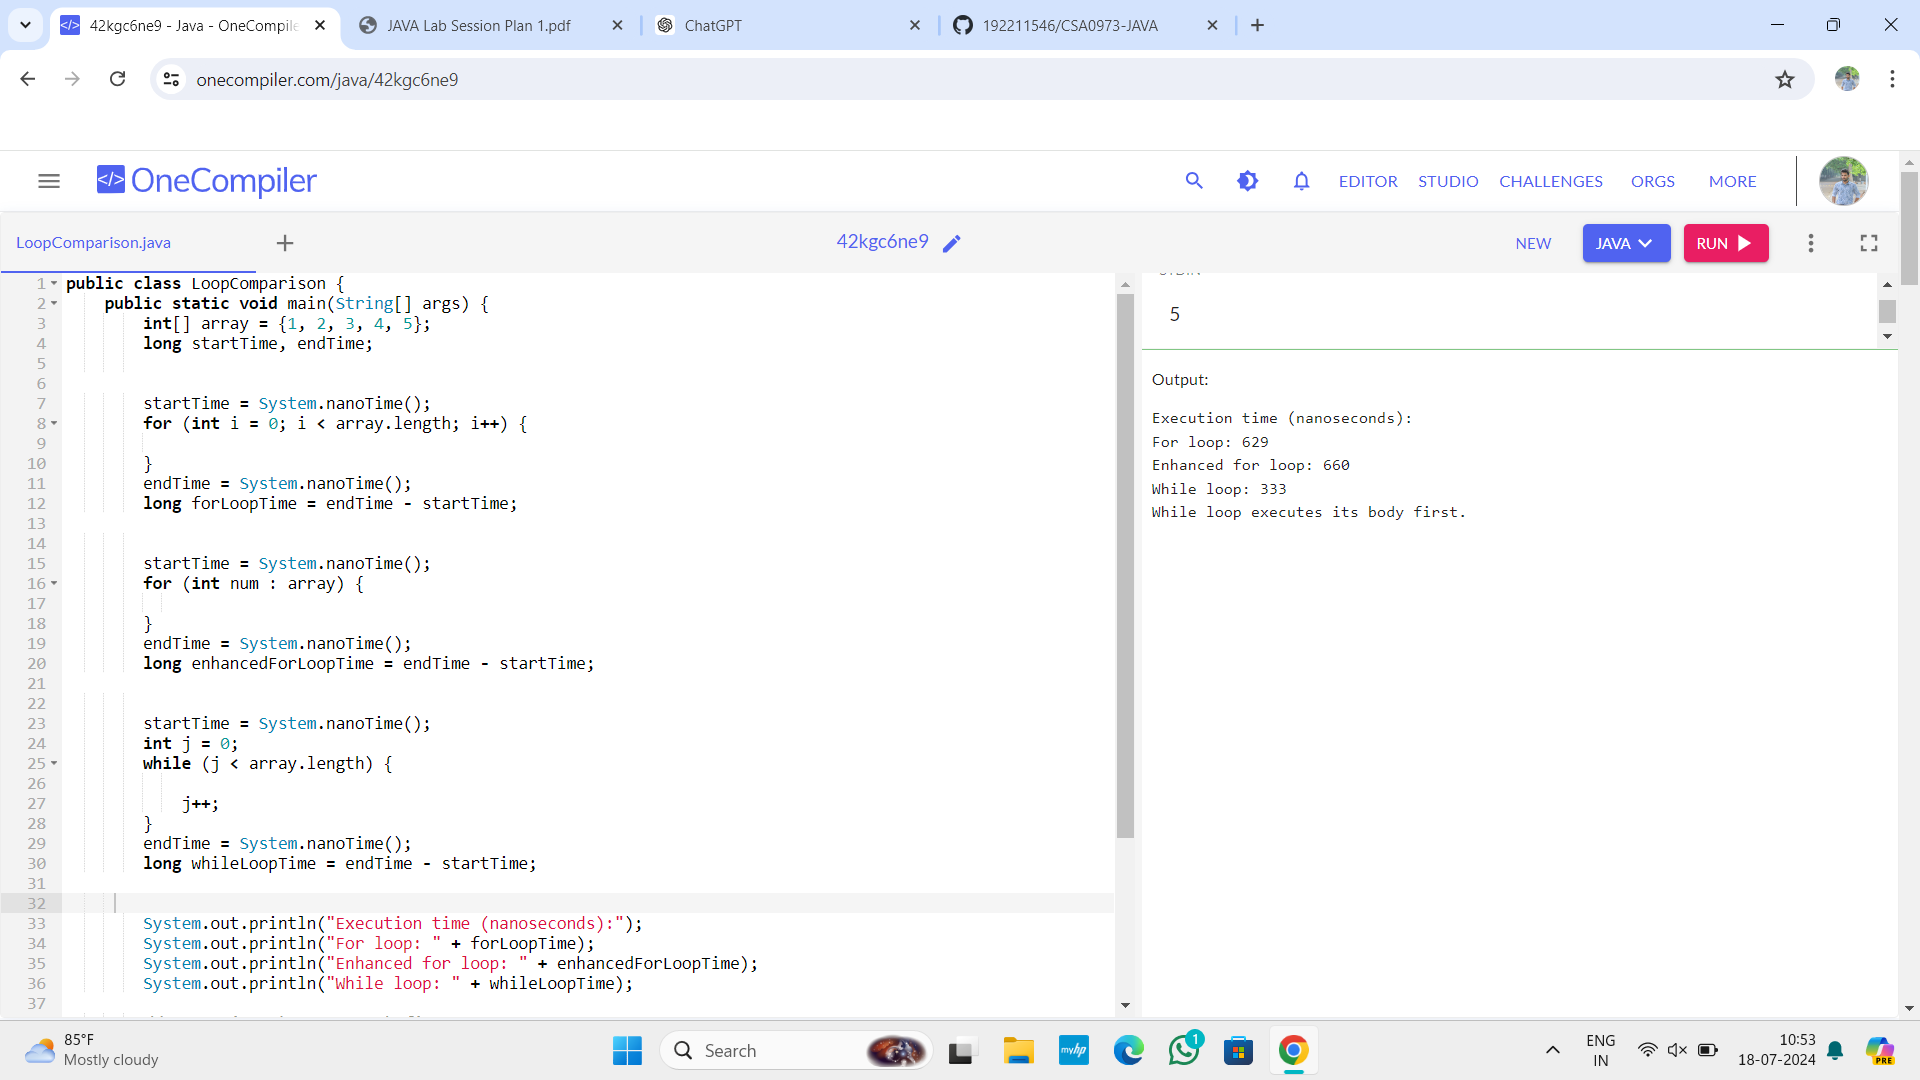 42kgc6ne9 - Java - OneCompile
JAVA Lab Session Plan 1.pdf
ChatGPT
192211546/CSA0973-JAVA
onecompiler.com/java/42kgc6ne9
</> OneCompiler
EDITOR STUDIO CHALLENGES ORGS MORE
LoopComparison.java
42kgc6ne9
NEW JAVA RUN
1 public class LoopComparison {
2 public static void main(String[] args) {
3 int[] array = {1, 2, 3, 4, 5};
4 long startTime, endTime;
5
6
7 startTime = System.nanoTime();
8 for (int i = 0; i < array.length; i++) {
9
10 }
11 endTime = System.nanoTime();
12 long forLoopTime = endTime - startTime;
13
14
15 startTime = System.nanoTime();
16 for (int num : array) {
17
18 }
19 endTime = System.nanoTime();
20 long enhancedForLoopTime = endTime - startTime;
21
22
23 startTime = System.nanoTime();
24 int j = 0;
25 while (j < array.length) {
26
27 j++;
28 }
29 endTime = System.nanoTime();
30 long whileLoopTime = endTime - startTime;
31
32
33 System.out.println("Execution time (nanoseconds):");
34 System.out.println("For loop: " + forLoopTime);
35 System.out.println("Enhanced for loop: " + enhancedForLoopTime);
36 System.out.println("While loop: " + whileLoopTime);
37
STDIN
5
Output:
Execution time (nanoseconds):
For loop: 629
Enhanced for loop: 660
While loop: 333
While loop executes its body first.
85°F
Mostly cloudy
Search
myhp
1
ENG
IN
10:53
18-07-2024
PRE